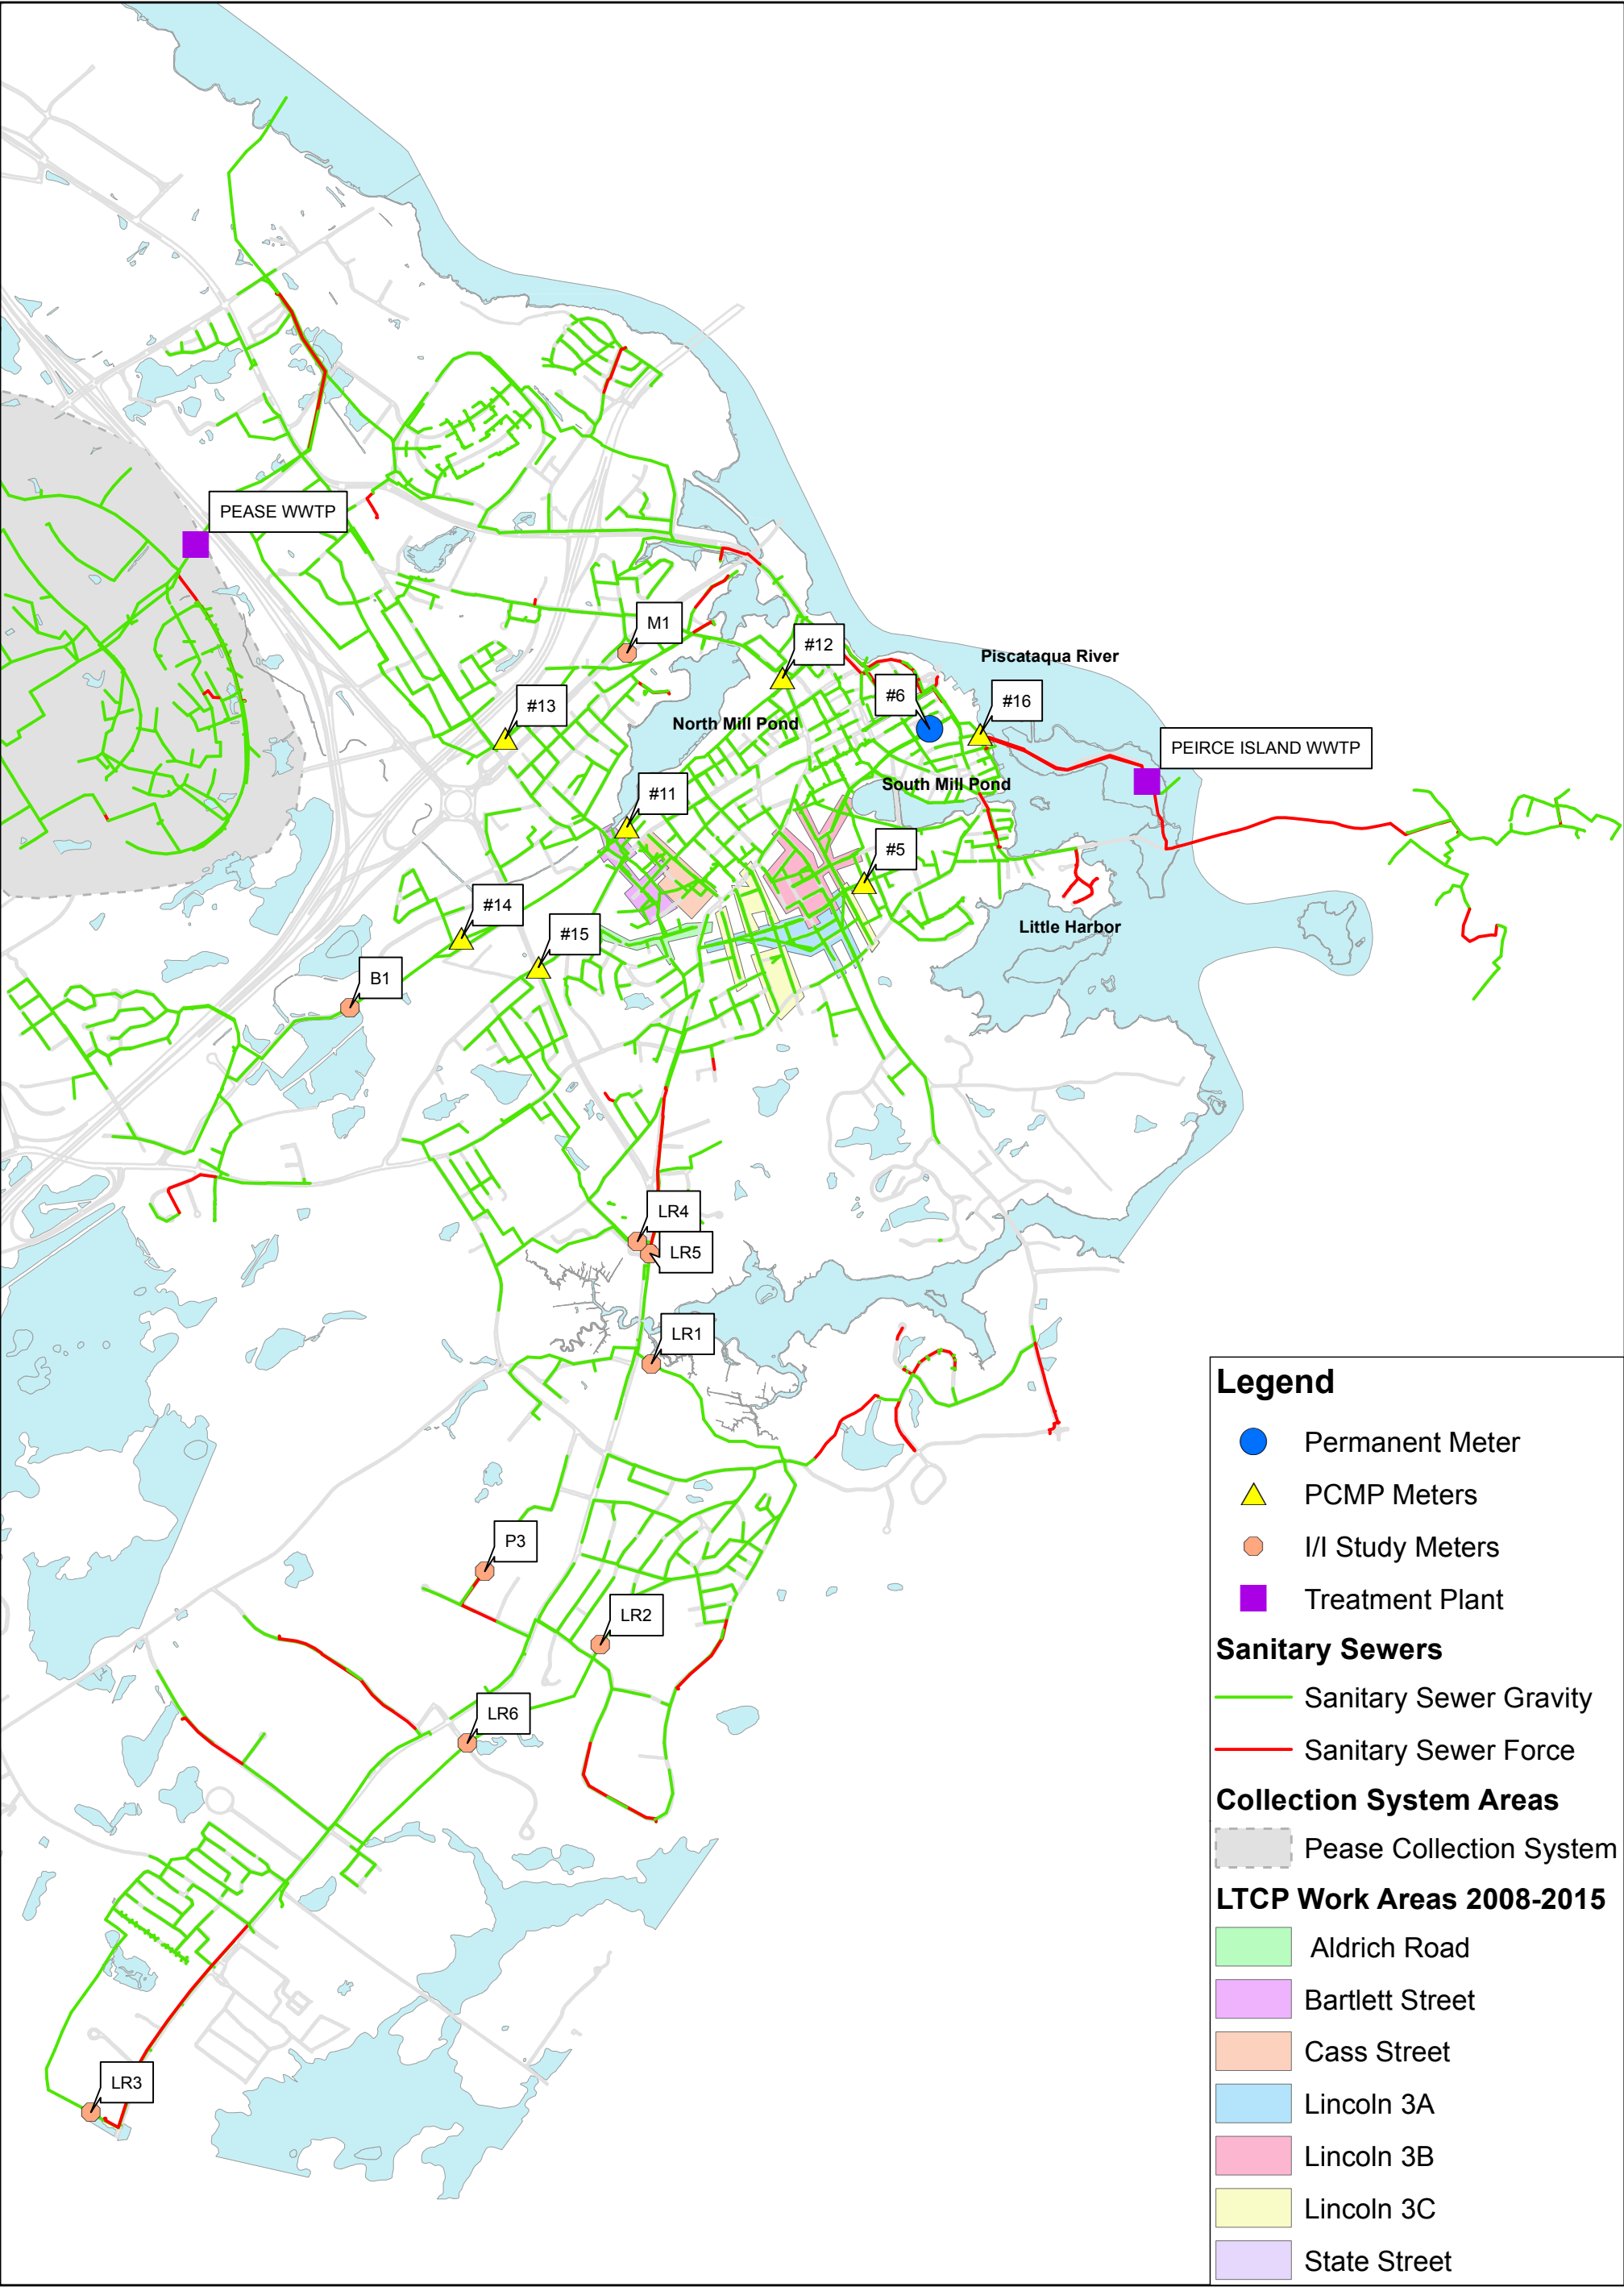 PEASE WWTP
M1
#12
Piscataqua River
#6
#16
#13
North Mill Pond
PEIRCE ISLAND WWTP
South Mill Pond
#11
#5
#14
#15
Little Harbor
B1
LR4
LR5
LR1
P3
LR2
LR6
LR3
Legend
Permanent Meter
PCMP Meters
I/I Study Meters
Treatment Plant
Sanitary Sewers
Sanitary Sewer Gravity
Sanitary Sewer Force
Collection System Areas
Pease Collection System
LTCP Work Areas 2008-2015
Aldrich Road
Bartlett Street
Cass Street
Lincoln 3A
Lincoln 3B
Lincoln 3C
State Street